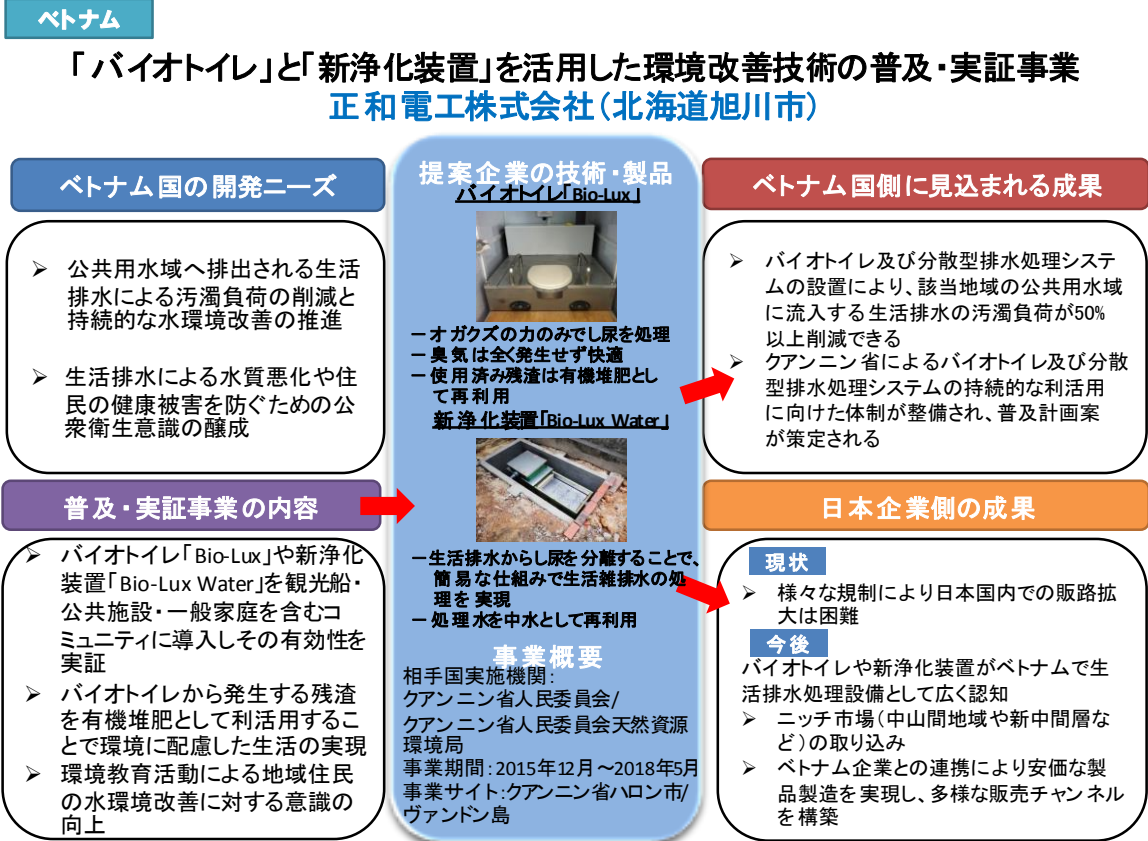 ベトナム
「バイオトイレ」と「新浄化装置」を活用した環境改善技術の普及・実証事業
正和電工株式会社（北海道旭川市）
ベトナム国の開発ニーズ
➢ 公共用水域へ排出される生活
排水による汚濁負荷の削減と
持続的な水環境改善の推進
➢ 生活排水による水質悪化や住
民の健康被害を防ぐための公
衆衛生意識の醸成
普及・実証事業の内容
➢ バイオトイレ「Bio-Lux」や新浄化
装置「Bio-Lux Water」を観光船・
公共施設・一般家庭を含むコ
ミュニティに導入しその有効性を
実証
➢ バイオトイレから発生する残渣
を有機堆肥として利活用するこ
とで環境に配慮した生活の実現
➢ 環境教育活動による地域住民
の水環境改善に対する意識の
向上
提案企業の技術・製品
バイオトイレ「Bio-Lux」
－オガクズの力のみでし尿を処理
－臭気は全く発生せず快適
－使用済み残渣は有機堆肥とし
て再利用
新浄化装置「Bio-Lux Water」
－生活排水からし尿を分離することで、
簡易な仕組みで生活雑排水の処
理を実現
－処理水を中水として再利用
事業概要
相手国実施機関：
クアンニン省人民委員会/
クアンニン省人民委員会天然資源
環境局
事業期間：2015年12月～2018年5月
事業サイト：クアンニン省ハロン市/
ヴァンドン島
ベトナム国側に見込まれる成果
➢ バイオトイレ及び分散型排水処理システ
ムの設置により、該当地域の公共用水域
に流入する生活排水の汚濁負荷が50%
以上削減できる
➢ クアンニン省によるバイオトイレ及び分散
型排水処理システムの持続的な利活用
に向けた体制が整備され、普及計画案
が策定される
日本企業側の成果
現状
➢ 様々な規制により日本国内での販路拡
大は困難
今後
バイオトイレや新浄化装置がベトナムで生
活排水処理設備として広く認知
➢ ニッチ市場（中山間地域や新中間層な
ど）の取り込み
➢ ベトナム企業との連携により安価な製
品製造を実現し、多様な販売チャンネル
を構築